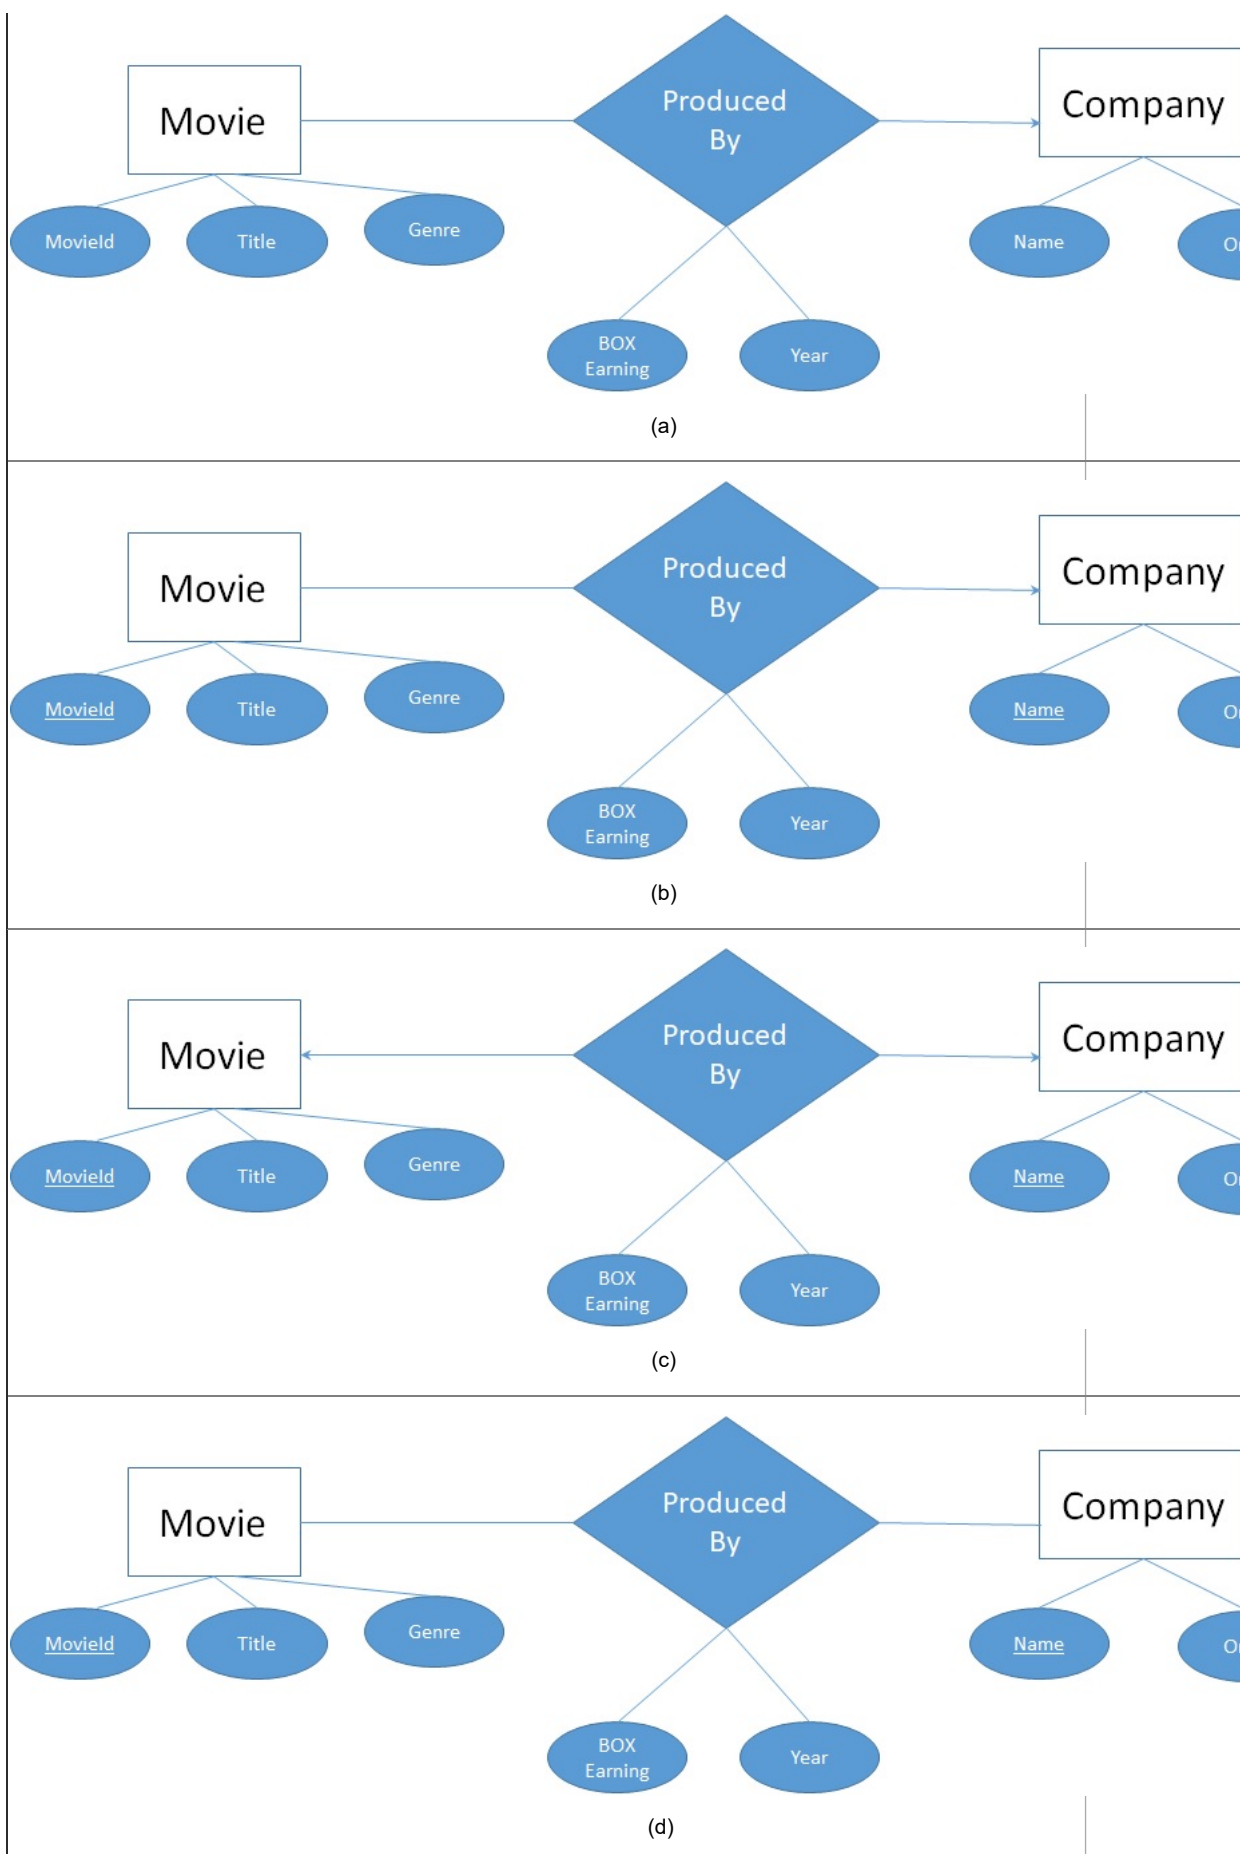 Movie
Produced
By
Company
MovieId
Title
Genre
Name
BOX
Earning
Year
(a)
Movie
Produced
By
Company
MovieId
Title
Genre
Name
BOX
Earning
Year
(b)
Movie
Produced
By
Company
MovieId
Title
Genre
Name
BOX
Earning
Year
(c)
Movie
Produced
By
Company
MovieId
Title
Genre
Name
BOX
Earning
Year
(d)